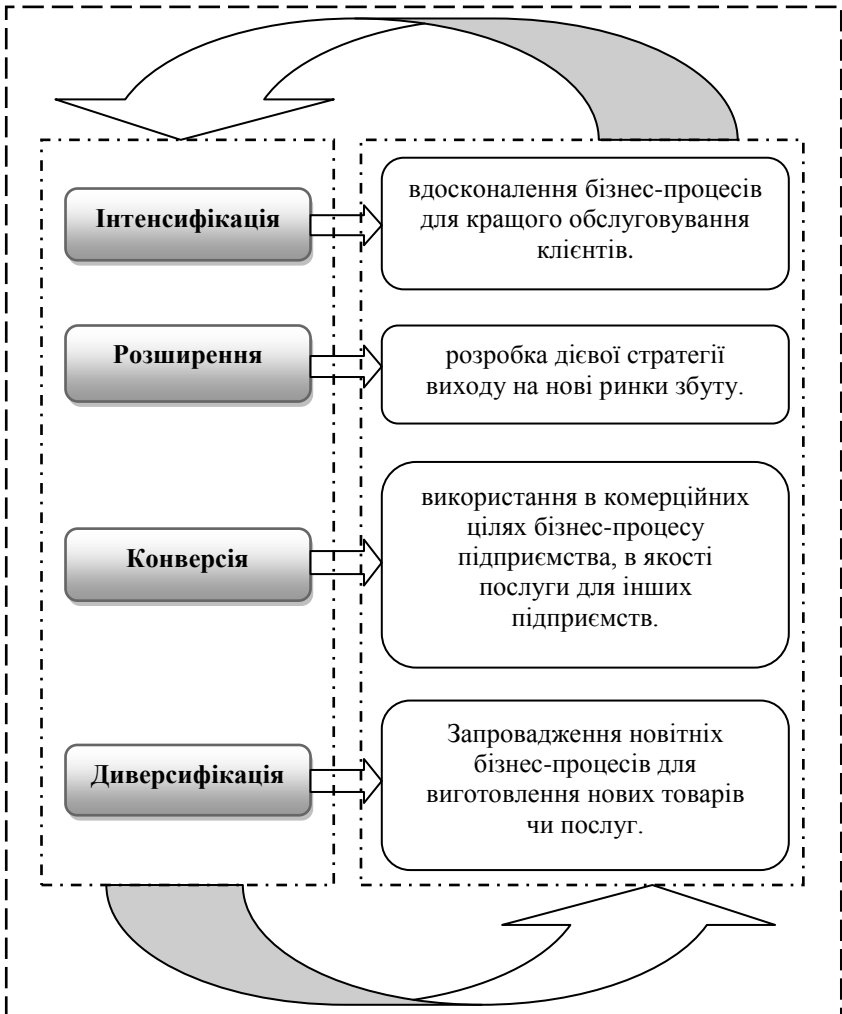 Інтенсифікація
вдосконалення бізнес-процесів
для кращого обслуговування
клієнтів.
Розширення
розробка дієвої стратегії
виходу на нові ринки збуту.
Конверсія
використання в комерційних
цілях бізнес-процесу
підприємства, в якості
послуги для інших
підприємств.
Диверсифікація
Запровадження новітніх
бізнес-процесів для
виготовлення нових товарів
чи послуг.